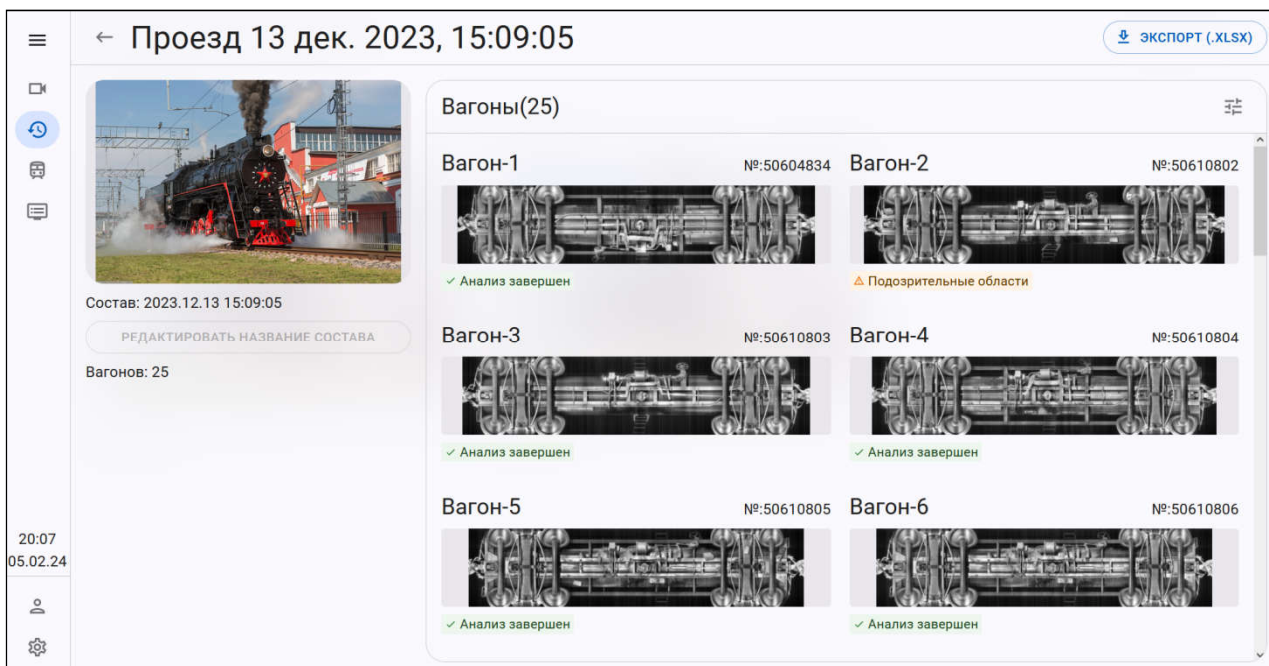 ← Проезд 13 дек. 2023, 15:09:05
ЭКСПОРТ (.XLSX)
Состав: 2023.12.13 15:09:05
РЕДАКТИРОВАТЬ НАЗВАНИЕ СОСТАВА
Вагонов: 25
20:07
05.02.24
Вагоны(25)
Вагон-1 №:50604834
✓ Анализ завершен
Вагон-2 №:50610802
⚠ Подозрительные области
Вагон-3 №:50610803
✓ Анализ завершен
Вагон-4 №:50610804
✓ Анализ завершен
Вагон-5 №:50610805
✓ Анализ завершен
Вагон-6 №:50610806
✓ Анализ завершен